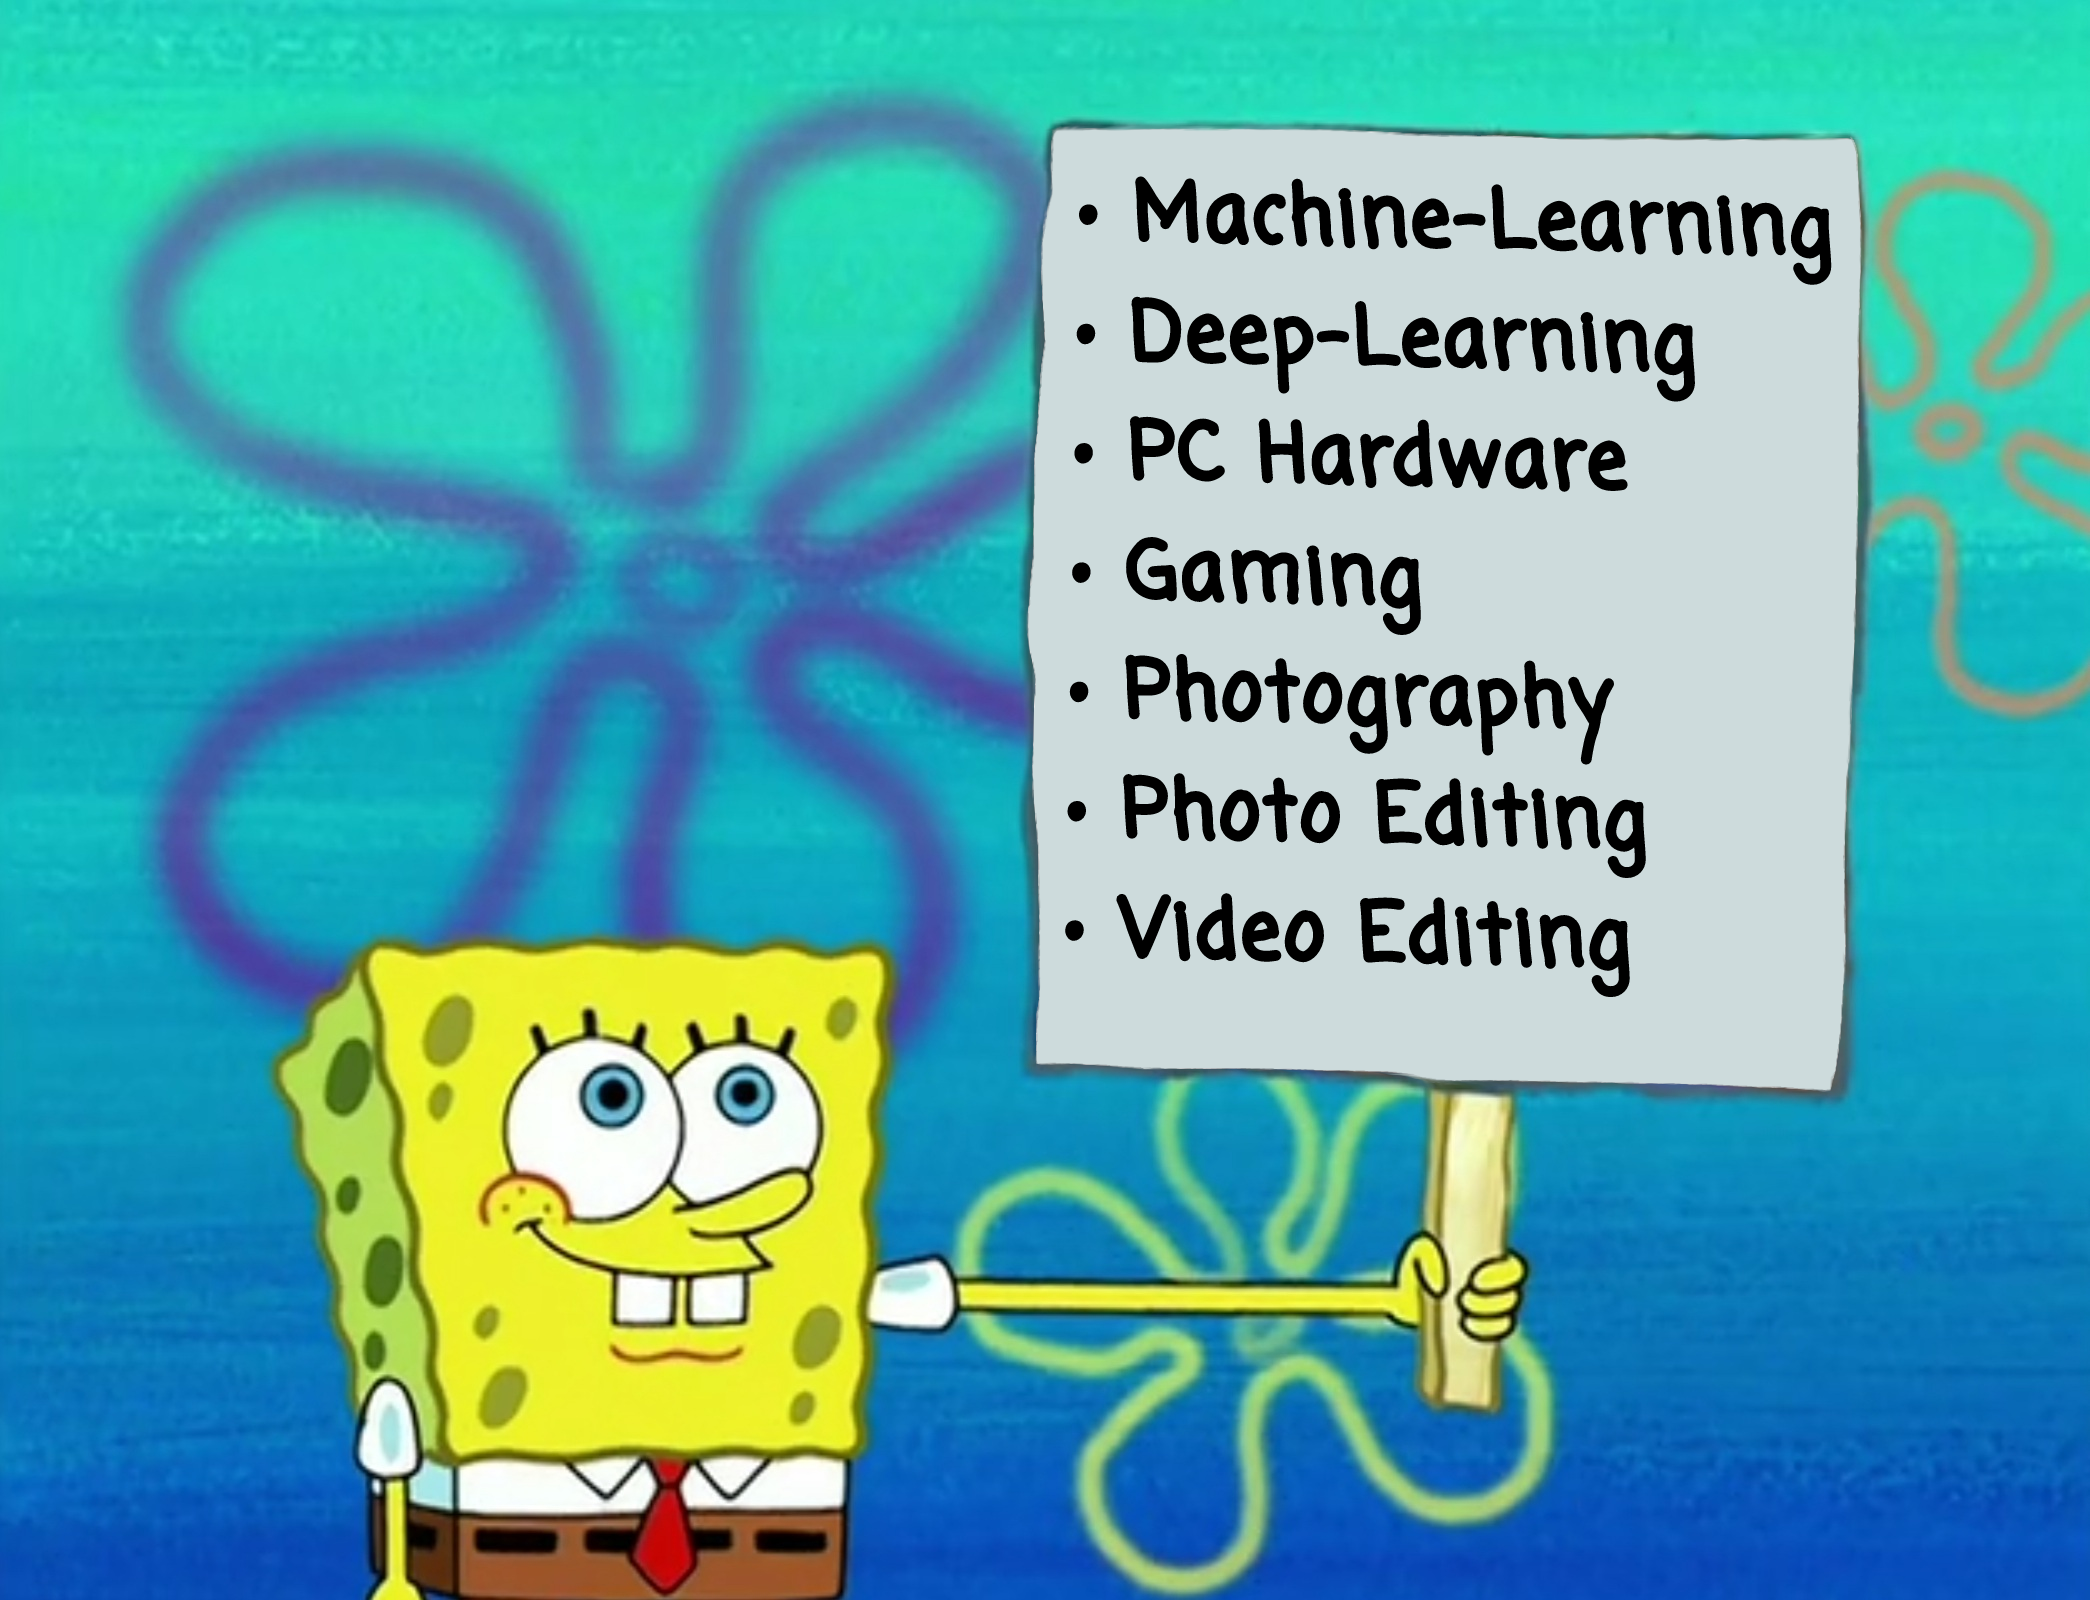 • Machine-Learning
• Deep-Learning
• PC Hardware
• Gaming
• Photography
• Photo Editing
• Video Editing